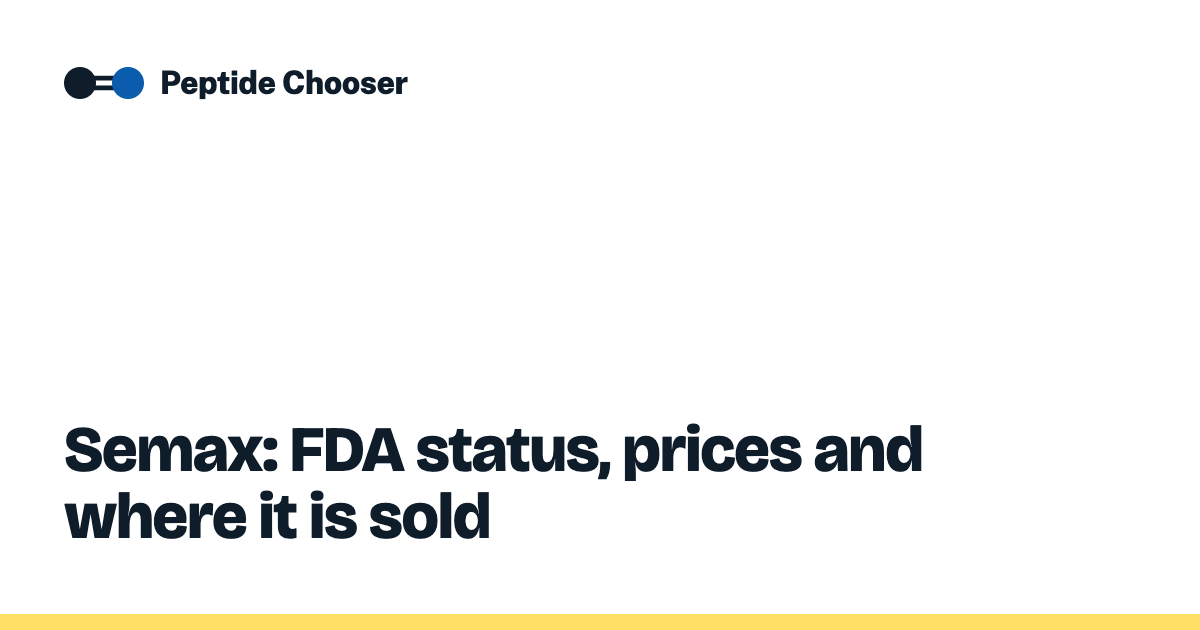 Peptide Chooser
Semax: FDA status, prices and
where it is sold